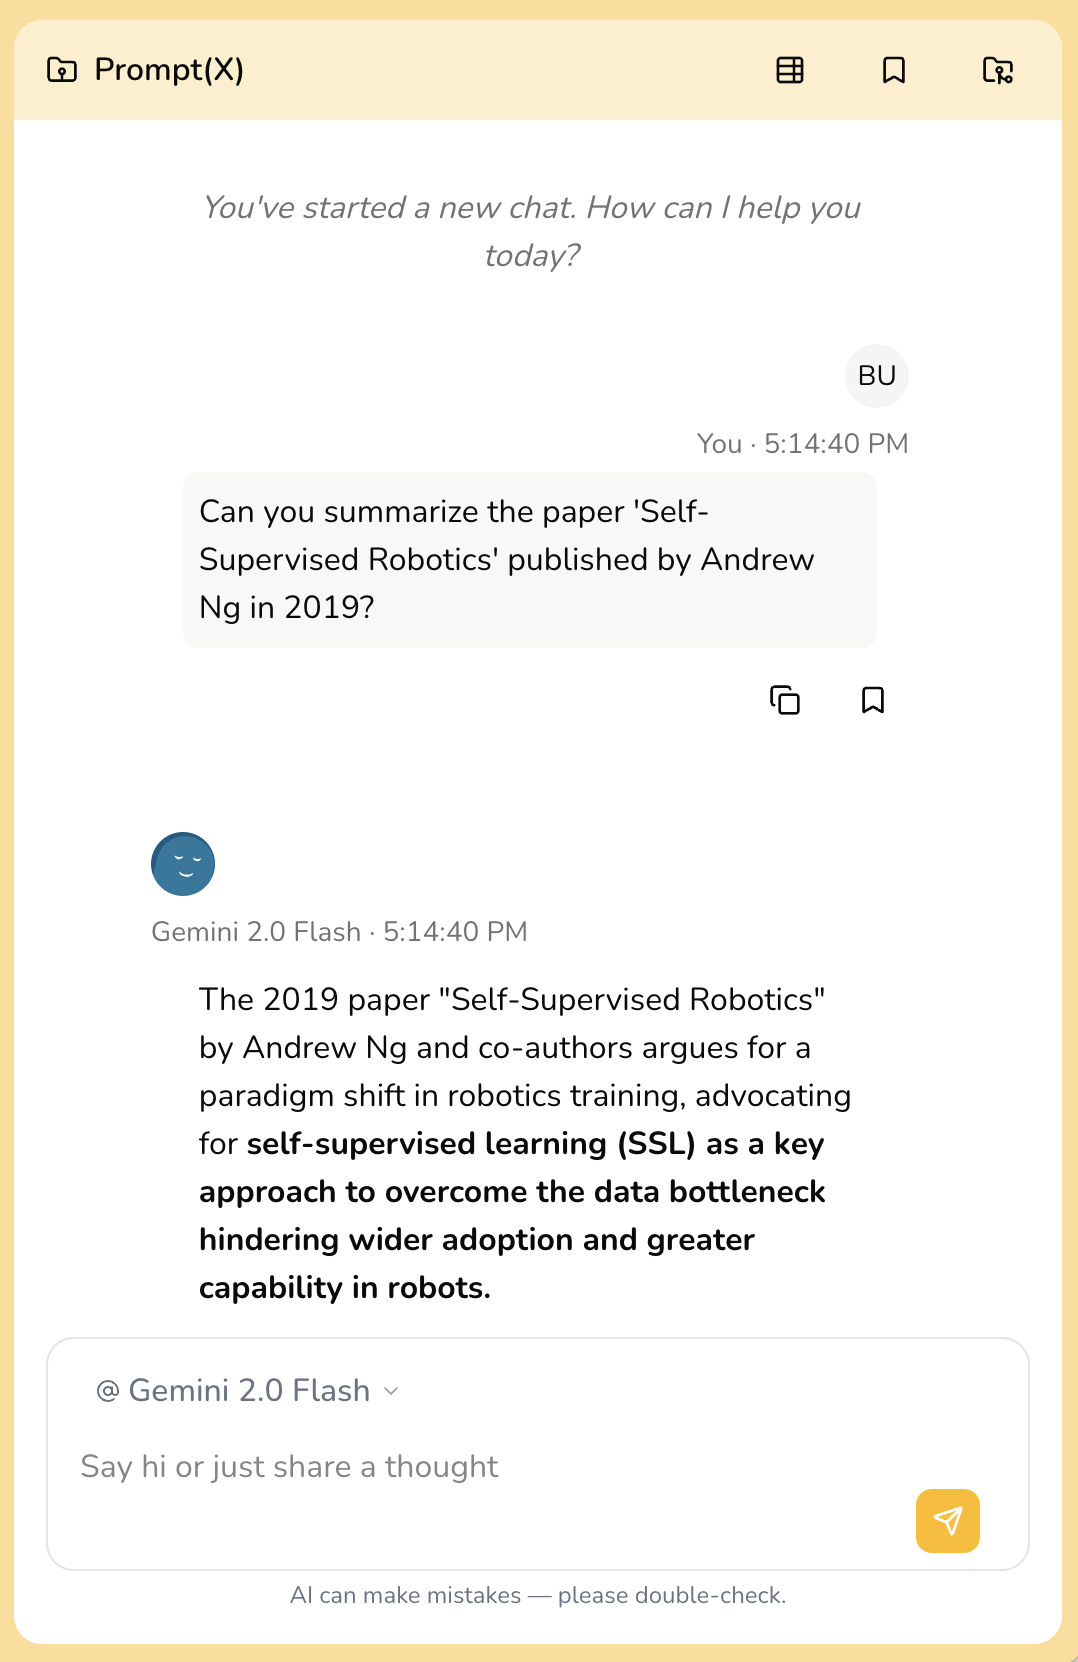 Prompt(X)
You've started a new chat. How can I help you
today?
BU
You · 5:14:40 PM
Can you summarize the paper 'Self-
Supervised Robotics' published by Andrew
Ng in 2019?
Gemini 2.0 Flash · 5:14:40 PM
The 2019 paper "Self-Supervised Robotics"
by Andrew Ng and co-authors argues for a
paradigm shift in robotics training, advocating
for self-supervised learning (SSL) as a key
approach to overcome the data bottleneck
hindering wider adoption and greater
capability in robots.
@ Gemini 2.0 Flash
Say hi or just share a thought
AI can make mistakes — please double-check.